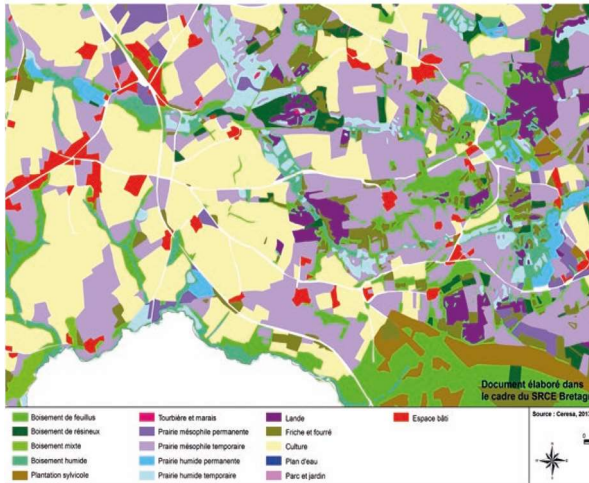 Document élaboré dans
le cadre du SRCE Bretagne
Boisement de feuillus
Boisement de résineux
Boisement mixte
Boisement humide
Plantation sylvicole
Tourbière et marais
Prairie mésophile permanente
Prairie mésophile temporaire
Prairie humide permanente
Prairie humide temporaire
Lande
Friche et fourré
Culture
Plan d'eau
Parc et jardin
Espace bâti
Source : Ceresa,
0